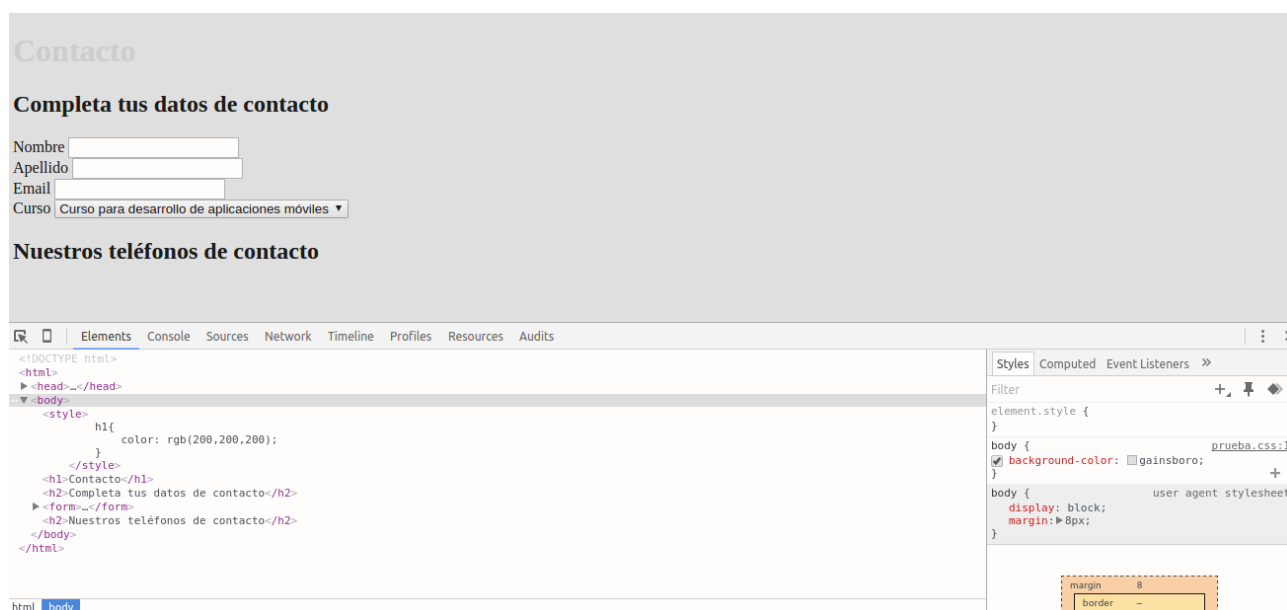 Contacto
Completa tus datos de contacto
Nombre
Apellido
Email
Curso Curso para desarrollo de aplicaciones móviles ▼
Nuestros teléfonos de contacto
Elements Console Sources Network Timeline Profiles Resources Audits
<!DOCTYPE html>
<html>
▶<head>…</head>
…▼<body>
<style>
h1{
color: rgb(200,200,200);
}
</style>
<h1>Contacto</h1>
<h2>Completa tus datos de contacto</h2>
▶<form>…</form>
<h2>Nuestros teléfonos de contacto</h2>
</body>
</html>
html body
Styles Computed Event Listeners »
Filter
element.style {
}
body { prueba.css:1
background-color: gainsboro;
}
body { user agent stylesheet
display: block;
margin:▶8px;
}
margin 8
border –